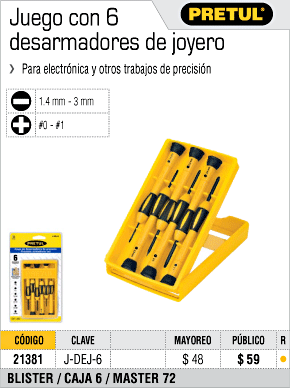 Juego con 6
desarmadores de joyero
PRETUL®
Para electrónica y otros trabajos de precisión
1.4 mm - 3 mm
#0 - #1
PRETUL
6
CÓDIGO CLAVE MAYOREO PÚBLICO R
21381 J-DEJ-6 $ 48 $ 59
BLISTER / CAJA 6 / MASTER 72